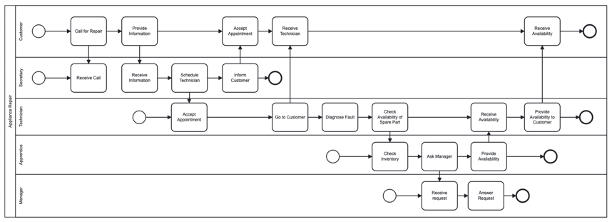 Appliance Repair
Customer
Call for Repair
Provide
Information
Accept
Appointment
Receive
Technician
Receive
Availability
Secretary
Receive Call
Receive
Information
Schedule
Technician
Inform
Customer
Technician
Accept
Appointment
Go to Customer
Diagnose Fault
Check
Availability of
Spare Part
Receive
Availability
Provide
Availability to
Customer
Apprentice
Check
Inventory
Ask Manager
Provide
Availability
Manager
Receive
request
Answer
Request